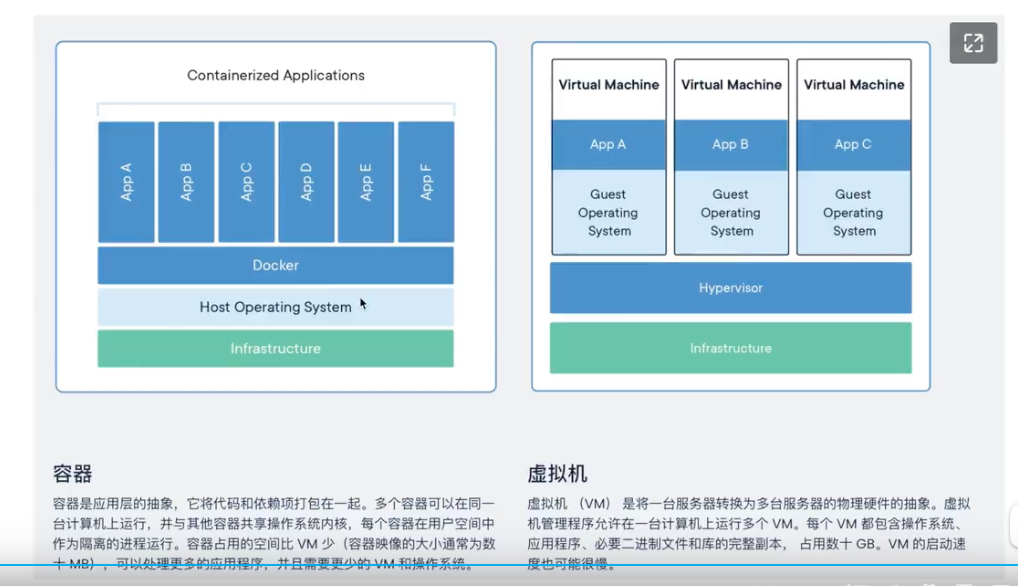 Containerized Applications
App A
App B
App C
App D
App E
App F
Docker
Host Operating System
Infrastructure
Virtual Machine
App A
Guest
Operating
System
Virtual Machine
App B
Guest
Operating
System
Virtual Machine
App C
Guest
Operating
System
Hypervisor
Infrastructure
容器
容器是应用层的抽象，它将代码和依赖项打包在一起。多个容器可以在同一
台计算机上运行，并与其他容器共享操作系统内核，每个容器在用户空间中
作为隔离的进程运行。容器占用的空间比 VM 少（容器映像的大小通常为数
十 MB），可以处理更多的应用程序，并且需要更少的 VM 和操作系统。
虚拟机
虚拟机 （VM） 是将一台服务器转换为多台服务器的物理硬件的抽象。虚拟
机管理程序允许在一台计算机上运行多个 VM。每个 VM 都包含操作系统、
应用程序、必要二进制文件和库的完整副本， 占用数十 GB。VM 的启动速
度也可能很慢。